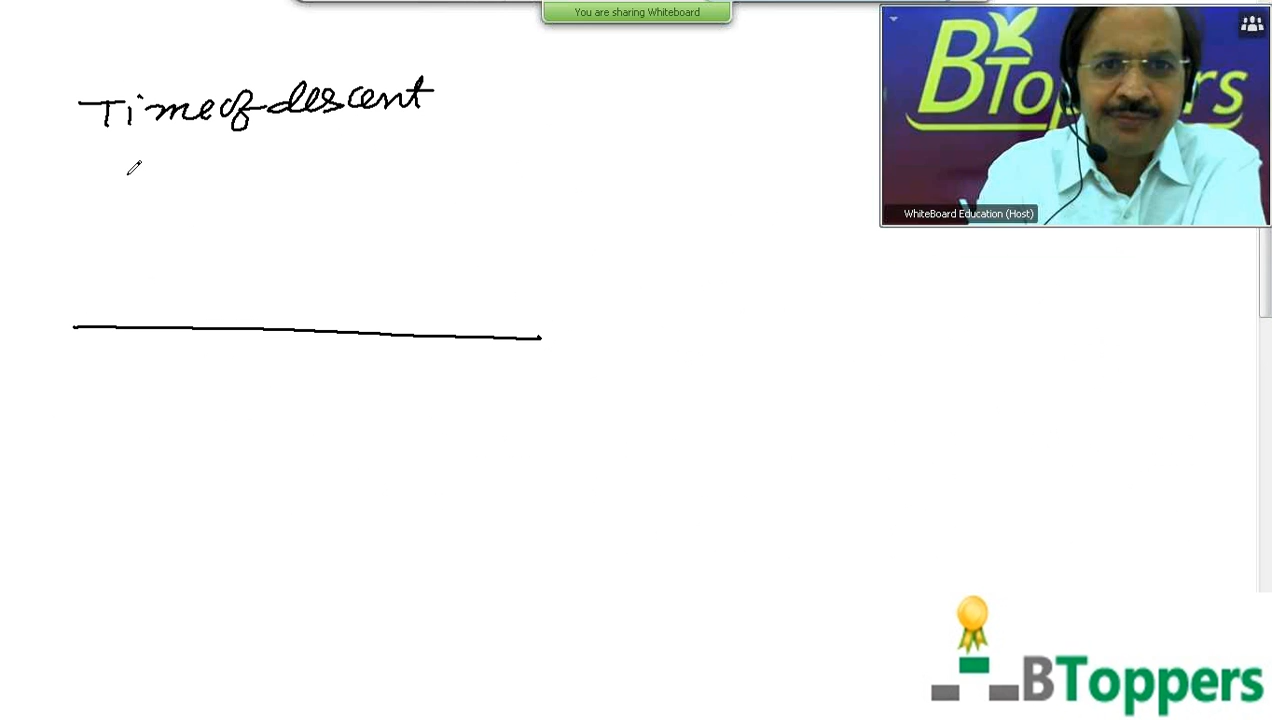 You are sharing Whiteboard
Time of descent
BToppers
WhiteBoard Education (Host)
BToppers